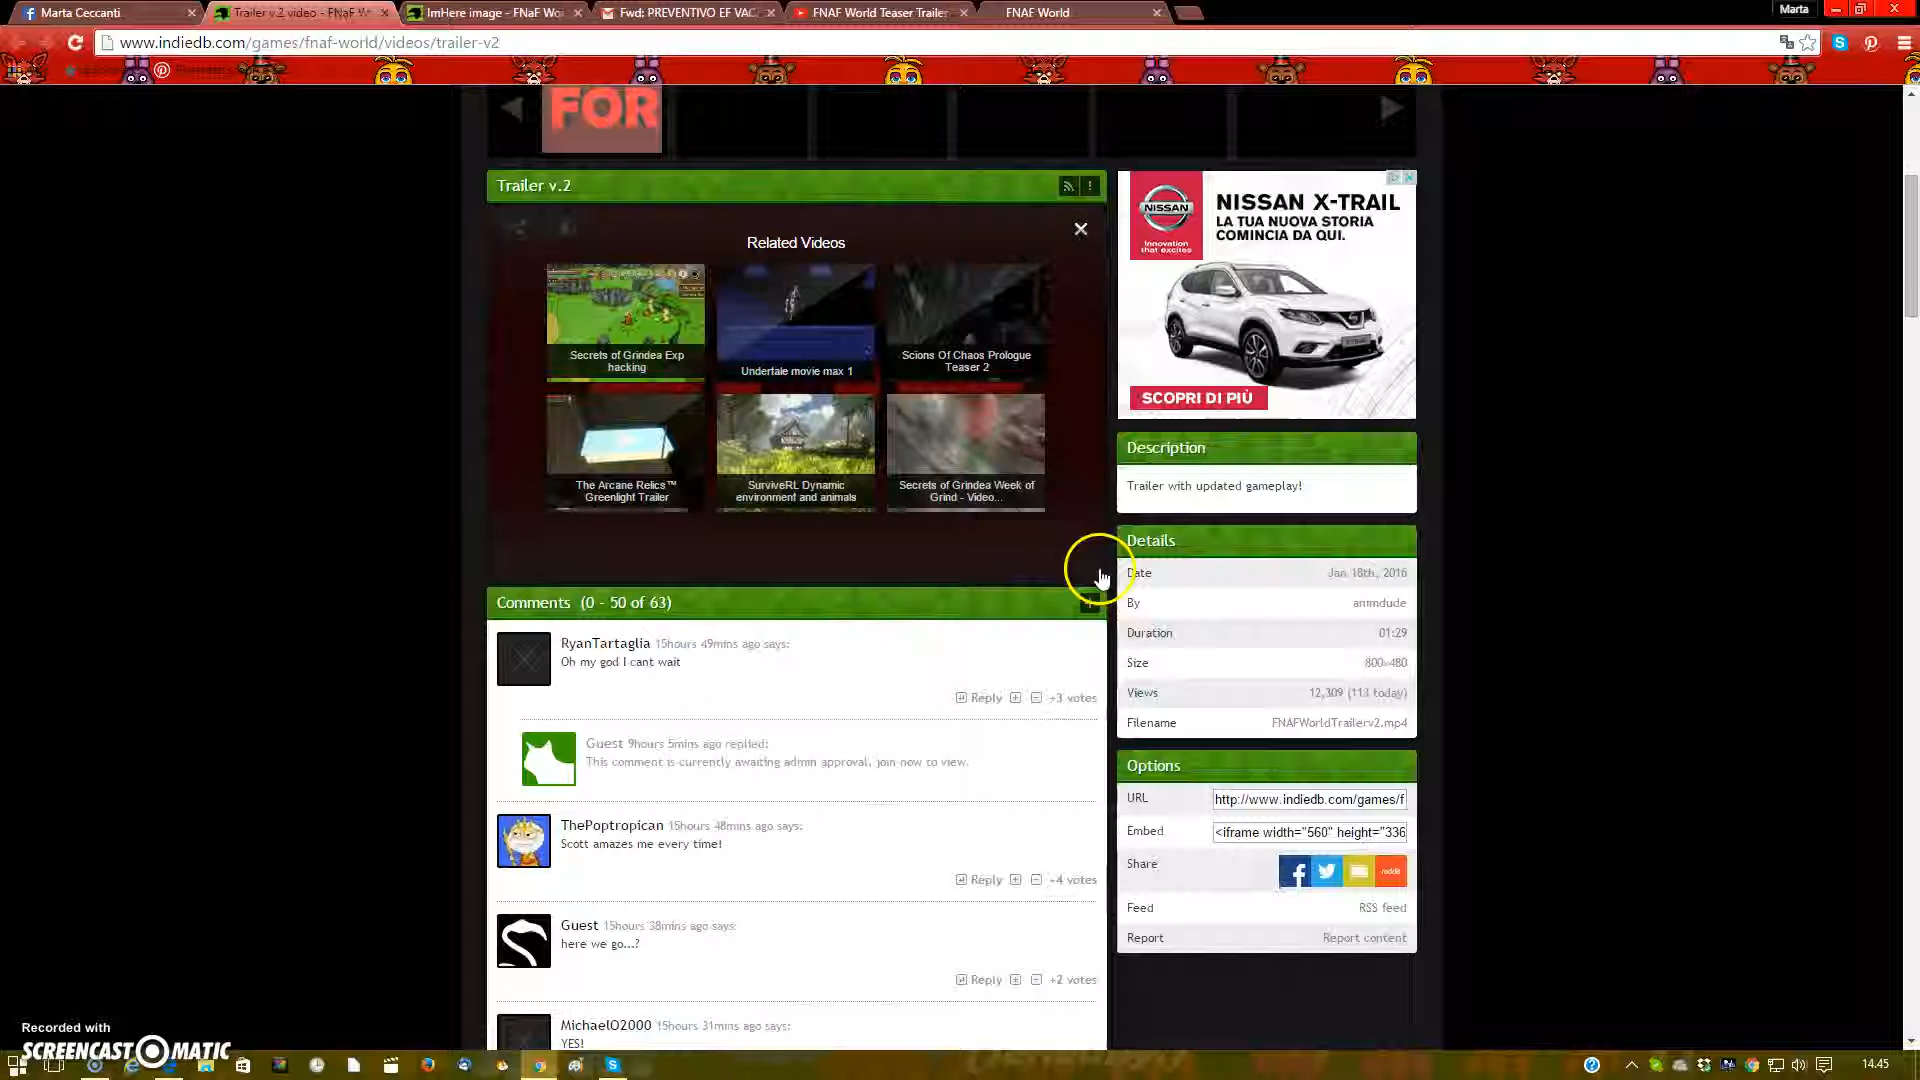 Marta Ceccanti
Trailer v.2 video - FNaF W
ImHere image - FNaF Wo
Fwd: PREVENTIVO EF VAC
FNAF World Teaser Trailer
FNAF World
Marta
www.indiedb.com/games/fnaf-world/videos/trailer-v2
FOR
Trailer v.2
Related Videos
Secrets of Grindea Exp
hacking
Undertale movie max 1
Scions Of Chaos Prologue
Teaser 2
The Arcane Relics™
Greenlight Trailer
SurviveRL Dynamic
environment and animals
Secrets of Grindea Week of
Grind - Video...
NISSAN
Innovation
that excites
NISSAN X-TRAIL
LA TUA NUOVA STORIA
COMINCIA DA QUI.
SCOPRI DI PIÙ
Description
Trailer with updated gameplay!
Details
Date Jan 18th, 2016
By animdude
Duration 01:29
Size 800×480
Views 12,309 (113 today)
Filename FNAFWorldTrailerv2.mp4
Options
URL http://www.indiedb.com/games/f
Embed <iframe width="560" height="336
Share
reddit
Feed RSS feed
Report Report content
Comments (0 - 50 of 63)
RyanTartaglia 15hours 49mins ago says:
Oh my god I cant wait
Reply +3 votes
Guest 9hours 5mins ago replied:
This comment is currently awaiting admin approval, join now to view.
ThePoptropican 15hours 48mins ago says:
Scott amazes me every time!
Reply +4 votes
Guest 15hours 38mins ago says:
here we go...?
Reply +2 votes
MichaelO2000 15hours 31mins ago says:
YES!
Recorded with
SCREENCAST-O-MATIC
14.45